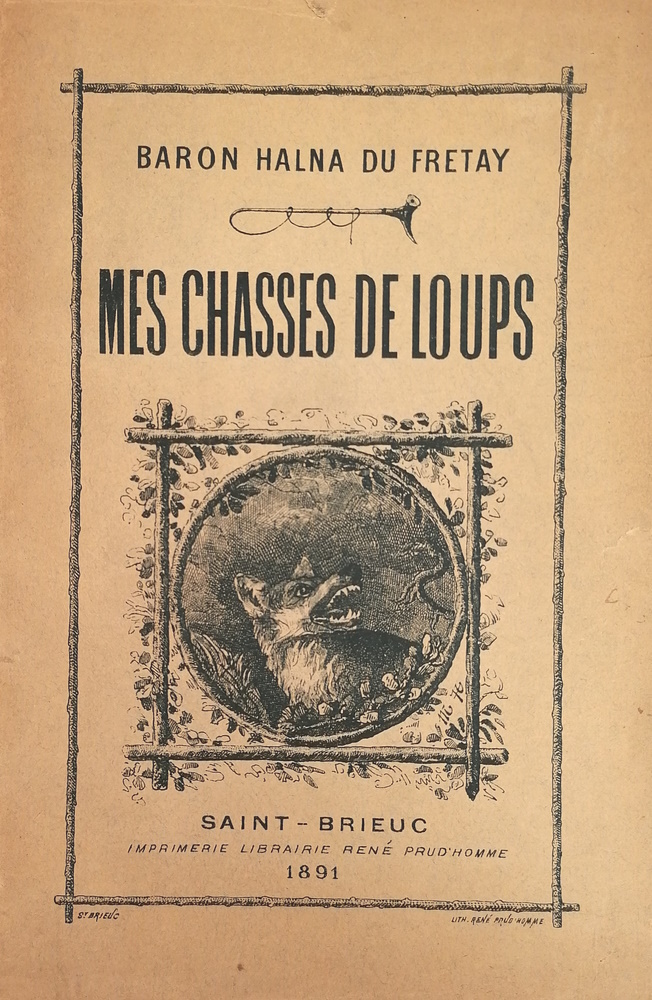 BARON HALNA DU FRETAY
MES CHASSES DE LOUPS
SAINT-BRIEUC
IMPRIMERIE LIBRAIRIE RENÉ PRUD'HOMME
1891
ST BRIEUC
LITH. RENÉ PRUD'HOMME